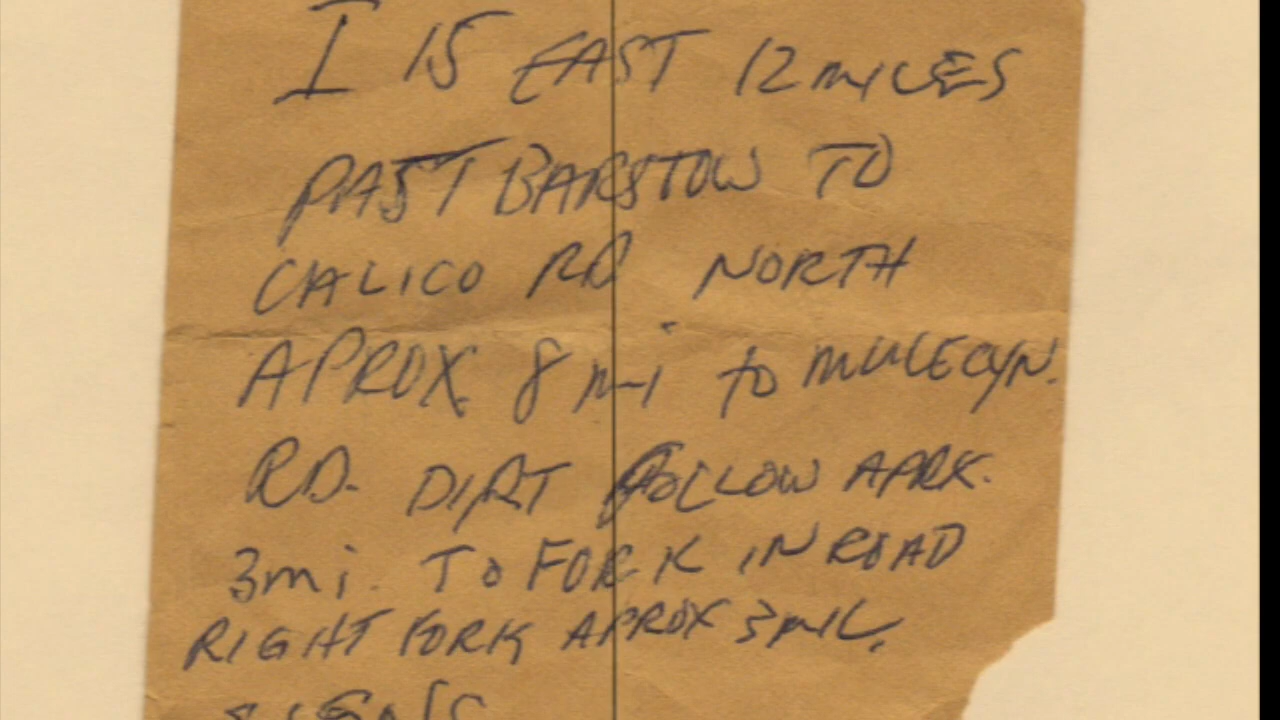 I 15 EAST 12 MILES
PAST BARSTOW TO
CALICO RD NORTH
APROX 8 mi to MULE CYN.
RD. DIRT FOLLOW APRX.
3mi. To FORK IN ROAD
RIGHT FORK APROX 3 MIL,